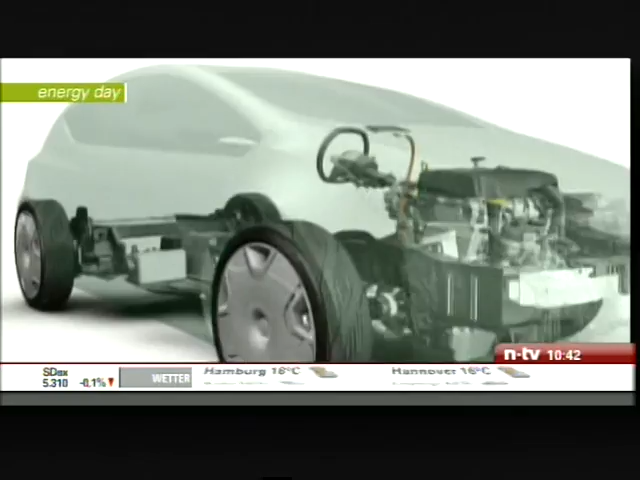 energy day
n-tv 10:42
SDax
5.310 -0.1%
WETTER
Hamburg 16°C
Hannover 16°C